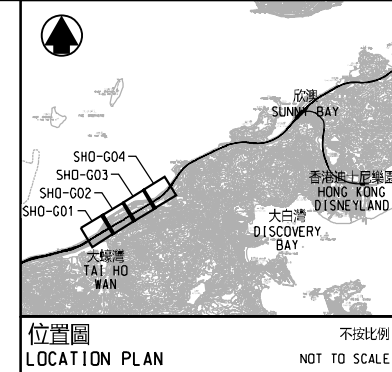 欣澳
SUNNY BAY
SHO-G04
SHO-G03
SHO-G02
SHO-G01
香港迪士尼樂園
HONG KONG
DISNEYLAND
大白灣
DISCOVERY
BAY
大蠔灣
TAI HO
WAN
位置圖
不按比例
LOCATION PLAN
NOT TO SCALE